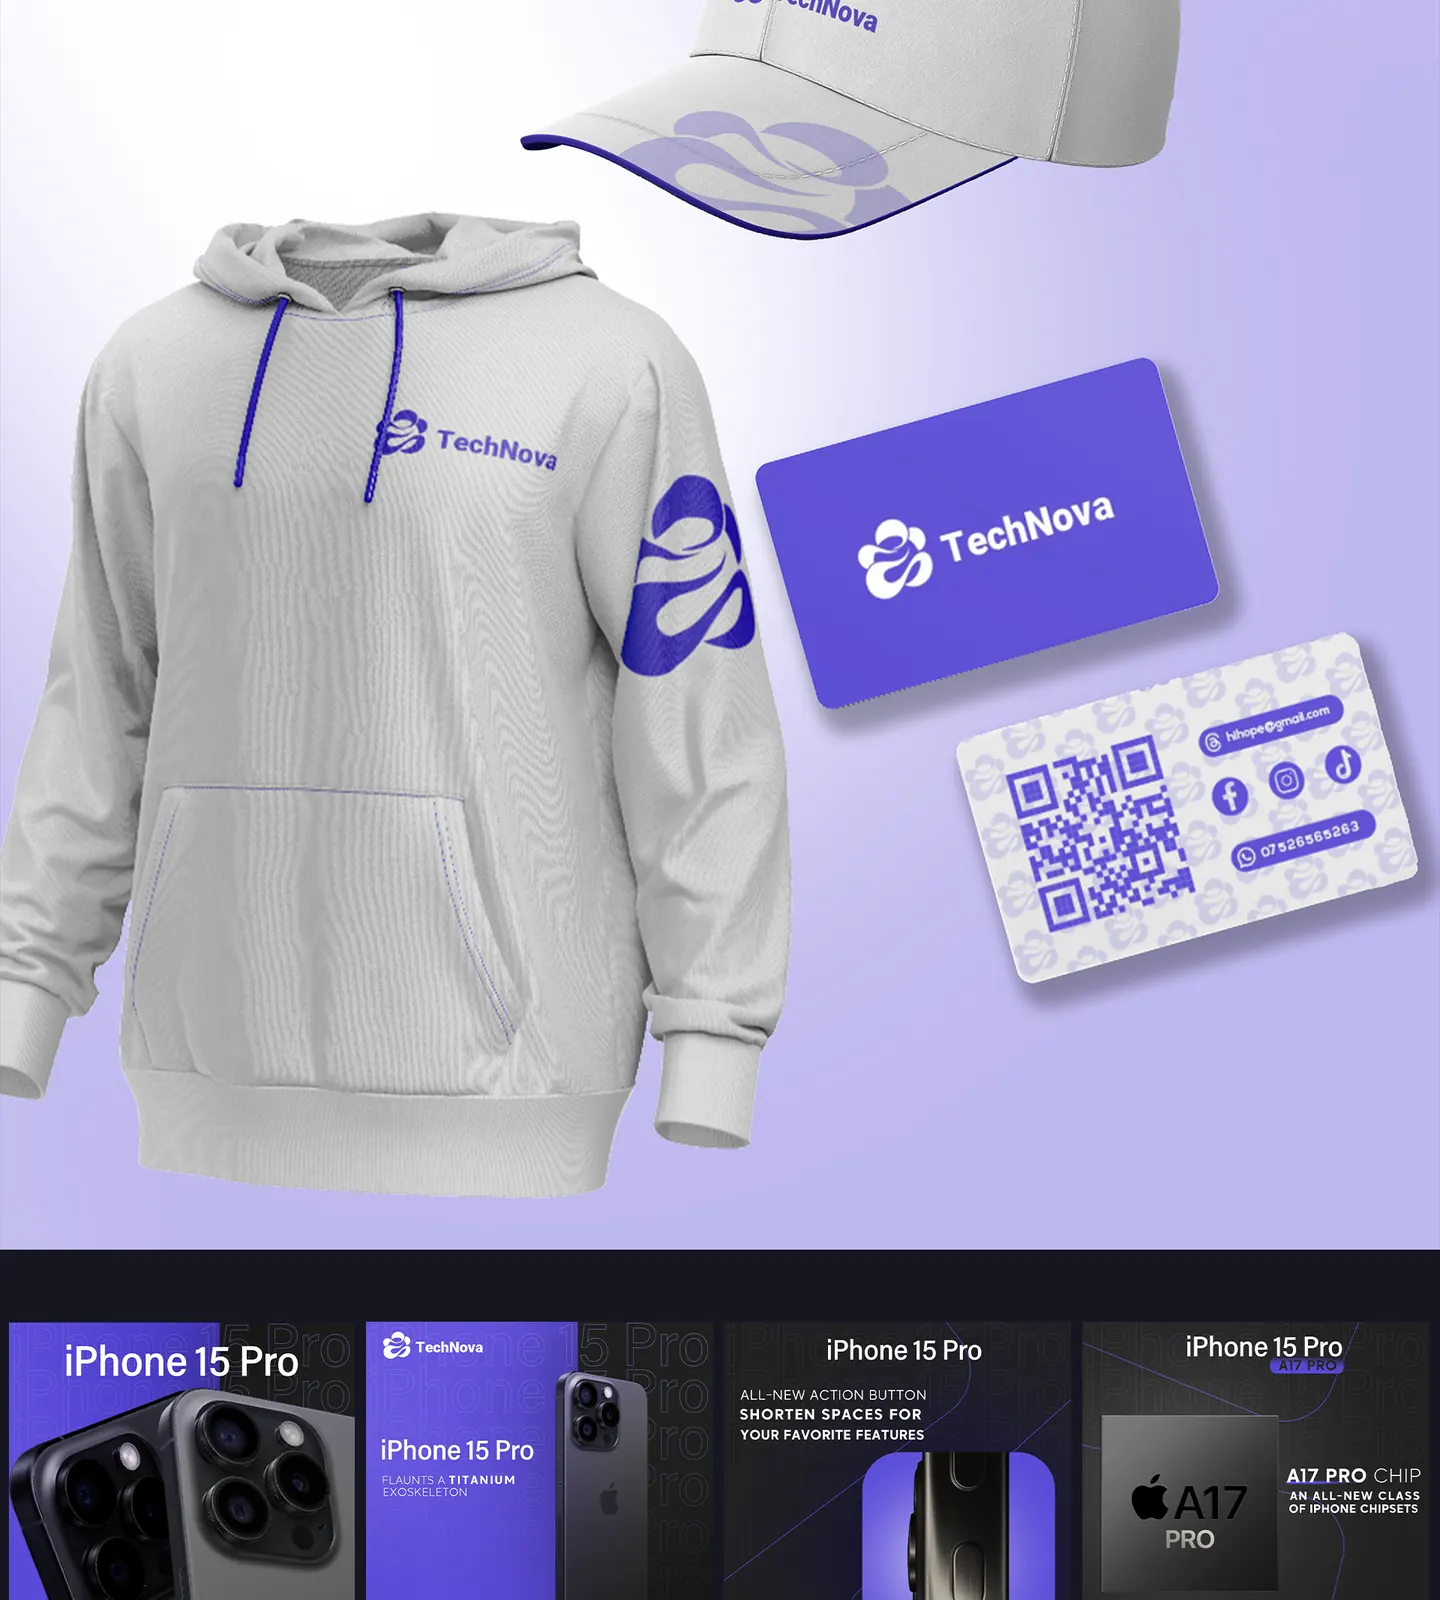 TechNova
TechNova
TechNova
hlhope@gmail.com
07526565263
iPhone 15 Pro
TechNova
iPhone 15 Pro
FLAUNTS A TITANIUM
EXOSKELETON
iPhone 15 Pro
ALL-NEW ACTION BUTTON
SHORTEN SPACES FOR
YOUR FAVORITE FEATURES
iPhone 15 Pro
A17 PRO
A17
PRO
A17 PRO CHIP
AN ALL-NEW CLASS
OF IPHONE CHIPSETS